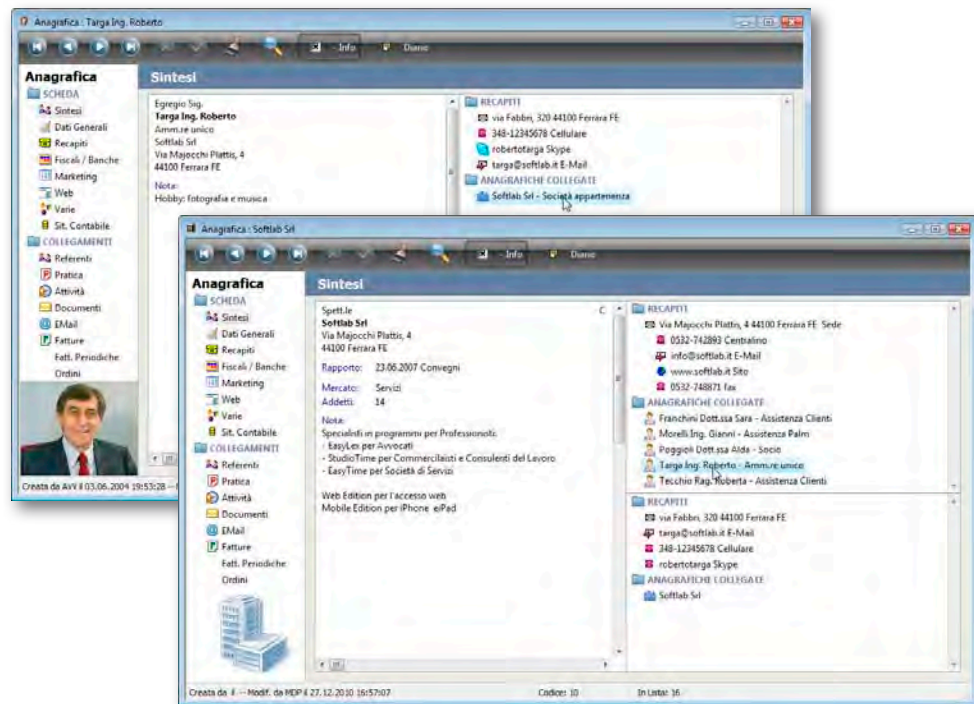 Anagrafica : Targa Ing. Roberto
- Info
Diario
Anagrafica
SCHEDA
Sintesi
Dati Generali
Recapiti
Fiscali / Banche
Marketing
Web
Varie
Sit. Contabile
COLLEGAMENTI
Referenti
Pratica
Attività
Documenti
EMail
Fatture
Fatt. Periodiche
Ordini
Sintesi
Egregio Sig.
Targa Ing. Roberto
Amm.re unico
Softlab Srl
Via Majocchi Plattis, 4
44100 Ferrara FE
Nota:
Hobby: fotografia e musica
RECAPITI
via Fabbri, 320 44100 Ferrara FE
348-12345678 Cellulare
robertotarga Skype
targa@softlab.it E-Mail
ANAGRAFICHE COLLEGATE
Softlab Srl - Società appartenenza
Creata da AVV il 03.06.2004 19:53:28 --
Anagrafica : Softlab Srl
- Info
Diario
Anagrafica
SCHEDA
Sintesi
Dati Generali
Recapiti
Fiscali / Banche
Marketing
Web
Varie
Sit. Contabile
COLLEGAMENTI
Referenti
Pratica
Attività
Documenti
EMail
Fatture
Fatt. Periodiche
Ordini
Sintesi
Spett.le C
Softlab Srl
Via Majocchi Plattis, 4
44100 Ferrara FE
Rapporto: 23.06.2007 Convegni
Mercato: Servizi
Addetti: 14
Nota:
Specialisti in programmi per Professionisti:
- EasyLex per Avvocati
- StudioTime per Commercilaisti e Consulenti del Lavoro
- EasyTime per Società di Servizi
Web Edition per l'accesso web
Mobile Edition per iPhone e iPad
RECAPITI
Via Majocchi Plattis, 4 44100 Ferrara FE Sede
0532-742893 Centralino
info@softlab.it E-Mail
www.softlab.it Sito
0532-748871 fax
ANAGRAFICHE COLLEGATE
Franchini Dott.ssa Sara - Assistenza Clienti
Morelli Ing. Gianni - Assistenza Palm
Poggioli Dott.ssa Alda - Socio
Targa Ing. Roberto - Amm.re unico
Tecchio Rag. Roberta - Assistenza Clienti
RECAPITI
via Fabbri, 320 44100 Ferrara FE
targa@softlab.it E-Mail
348-12345678 Cellulare
robertotarga Skype
ANAGRAFICHE COLLEGATE
Softlab Srl
Creata da il -- Modif. da MDP il 27.12.2010 16:57:07
Codice: 10
In Lista: 16